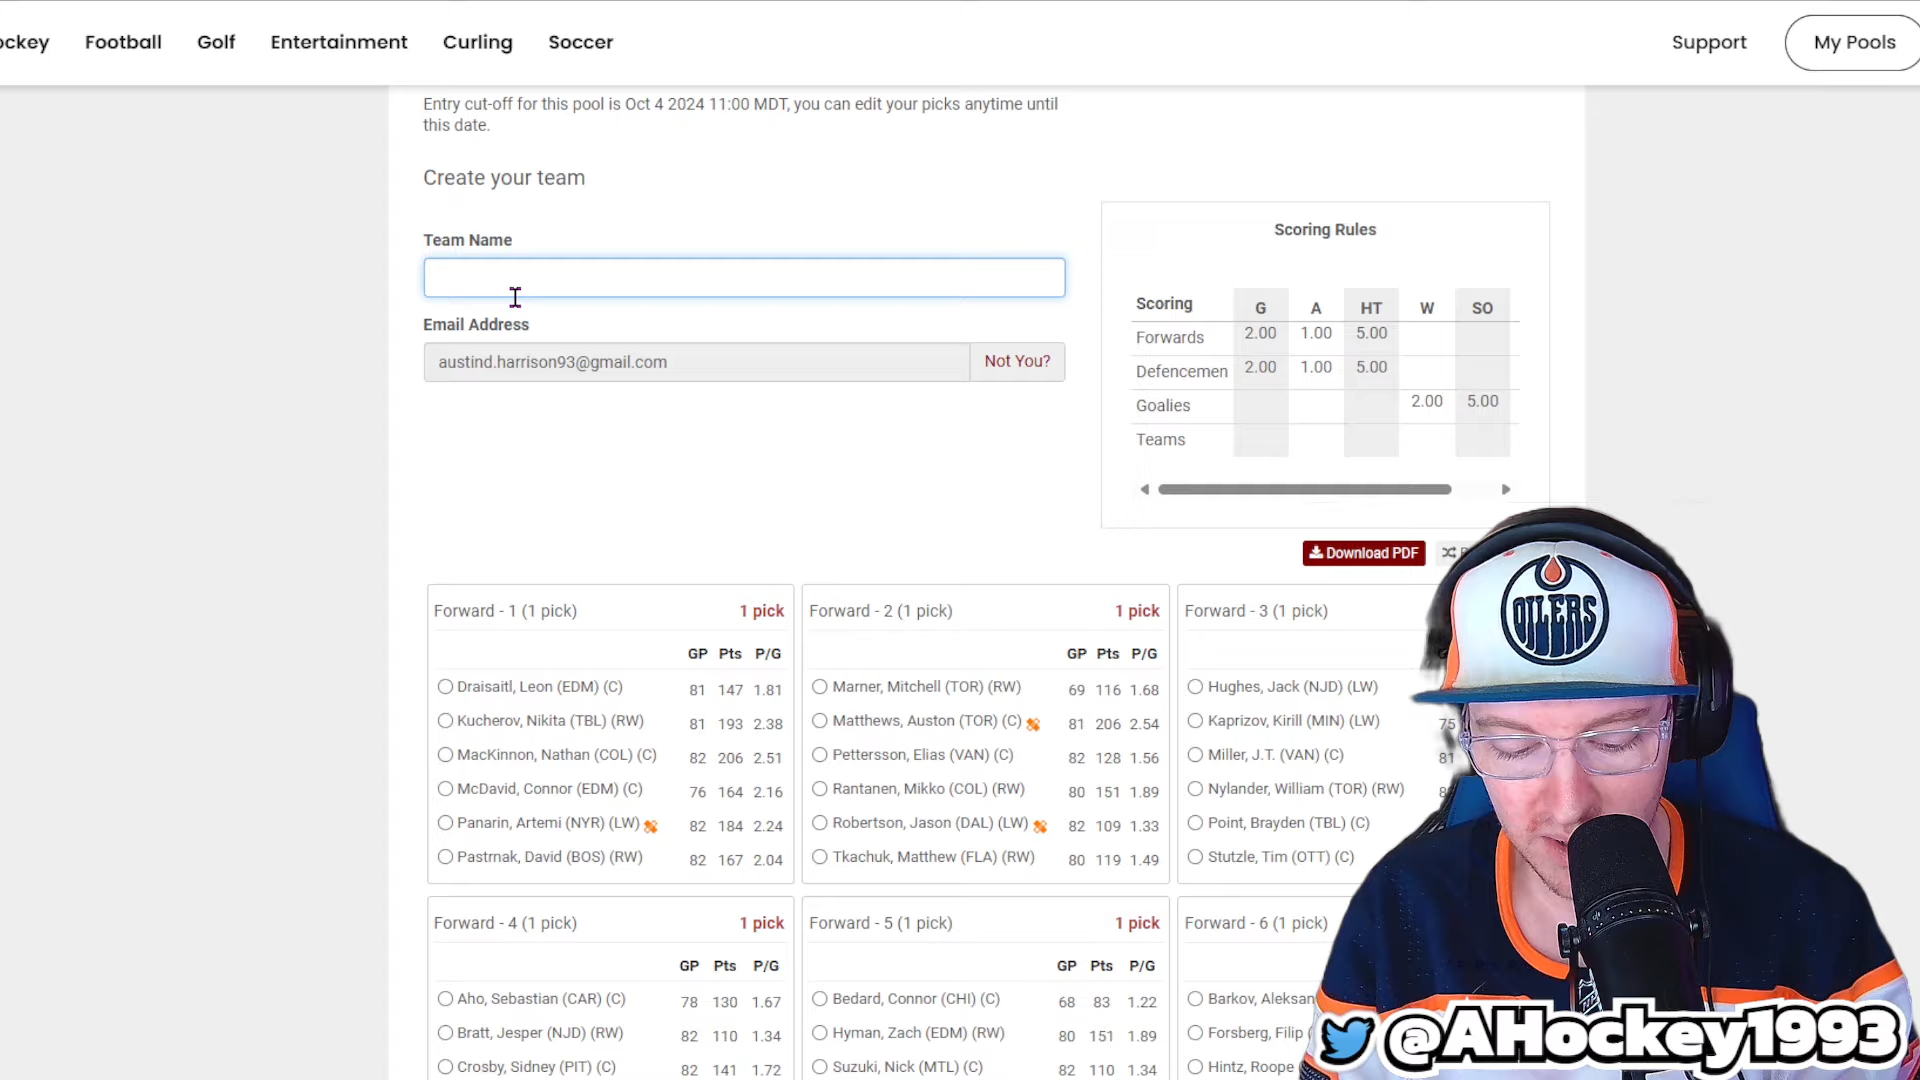 ockey Football Golf Entertainment Curling Soccer Support My Pools
Entry cut-off for this pool is Oct 4 2024 11:00 MDT, you can edit your picks anytime until
this date.
Create your team
Team Name
Email Address
austind.harrison93@gmail.com Not You?
Scoring Rules
Scoring G A HT W SO
Forwards 2.00 1.00 5.00
Defencemen 2.00 1.00 5.00
Goalies 2.00 5.00
Teams
Download PDF
Forward - 1 (1 pick) 1 pick
GP Pts P/G
Draisaitl, Leon (EDM) (C) 81 147 1.81
Kucherov, Nikita (TBL) (RW) 81 193 2.38
MacKinnon, Nathan (COL) (C) 82 206 2.51
McDavid, Connor (EDM) (C) 76 164 2.16
Panarin, Artemi (NYR) (LW) 82 184 2.24
Pastrnak, David (BOS) (RW) 82 167 2.04
Forward - 2 (1 pick) 1 pick
GP Pts P/G
Marner, Mitchell (TOR) (RW) 69 116 1.68
Matthews, Auston (TOR) (C) 81 206 2.54
Pettersson, Elias (VAN) (C) 82 128 1.56
Rantanen, Mikko (COL) (RW) 80 151 1.89
Robertson, Jason (DAL) (LW) 82 109 1.33
Tkachuk, Matthew (FLA) (RW) 80 119 1.49
Forward - 3 (1 pick)
Hughes, Jack (NJD) (LW)
Kaprizov, Kirill (MIN) (LW) 75
Miller, J.T. (VAN) (C) 81
Nylander, William (TOR) (RW)
Point, Brayden (TBL) (C)
Stutzle, Tim (OTT) (C)
Forward - 4 (1 pick) 1 pick
GP Pts P/G
Aho, Sebastian (CAR) (C) 78 130 1.67
Bratt, Jesper (NJD) (RW) 82 110 1.34
Crosby, Sidney (PIT) (C) 82 141 1.72
Forward - 5 (1 pick) 1 pick
GP Pts P/G
Bedard, Connor (CHI) (C) 68 83 1.22
Hyman, Zach (EDM) (RW) 80 151 1.89
Suzuki, Nick (MTL) (C) 82 110 1.34
Forward - 6 (1 pick)
Barkov, Aleksan
Forsberg, Filip (
Hintz, Roope
OILERS
@AHockey1993